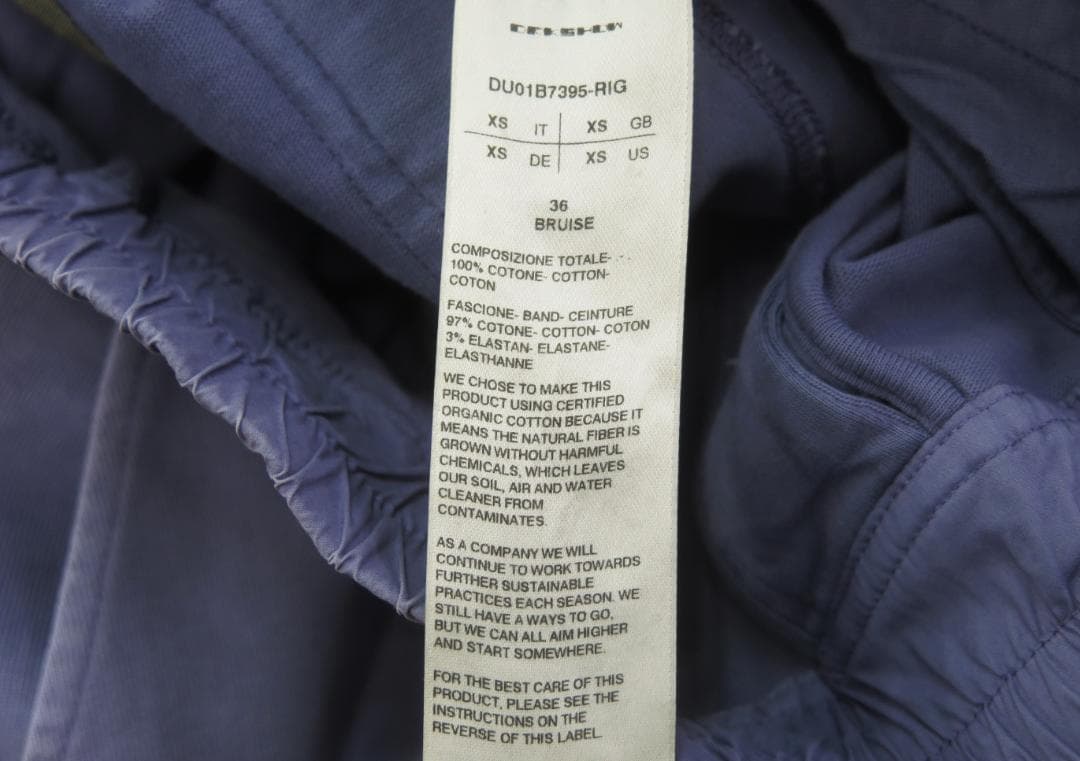 DRKSHDW
DU01B7395-RIG
XS IT XS GB
XS DE XS US
36
BRUISE
COMPOSIZIONE TOTALE-
100% COTONE- COTTON-
COTON
FASCIONE- BAND- CEINTURE
97% COTONE- COTTON- COTON
3% ELASTAN- ELASTANE-
ELASTHANNE
WE CHOSE TO MAKE THIS
PRODUCT USING CERTIFIED
ORGANIC COTTON BECAUSE IT
MEANS THE NATURAL FIBER IS
GROWN WITHOUT HARMFUL
CHEMICALS, WHICH LEAVES
OUR SOIL, AIR AND WATER
CLEANER FROM
CONTAMINATES.
AS A COMPANY WE WILL
CONTINUE TO WORK TOWARDS
FURTHER SUSTAINABLE
PRACTICES EACH SEASON. WE
STILL HAVE A WAYS TO GO,
BUT WE CAN ALL AIM HIGHER
AND START SOMEWHERE.
FOR THE BEST CARE OF THIS
PRODUCT, PLEASE SEE THE
INSTRUCTIONS ON THE
REVERSE OF THIS LABEL.